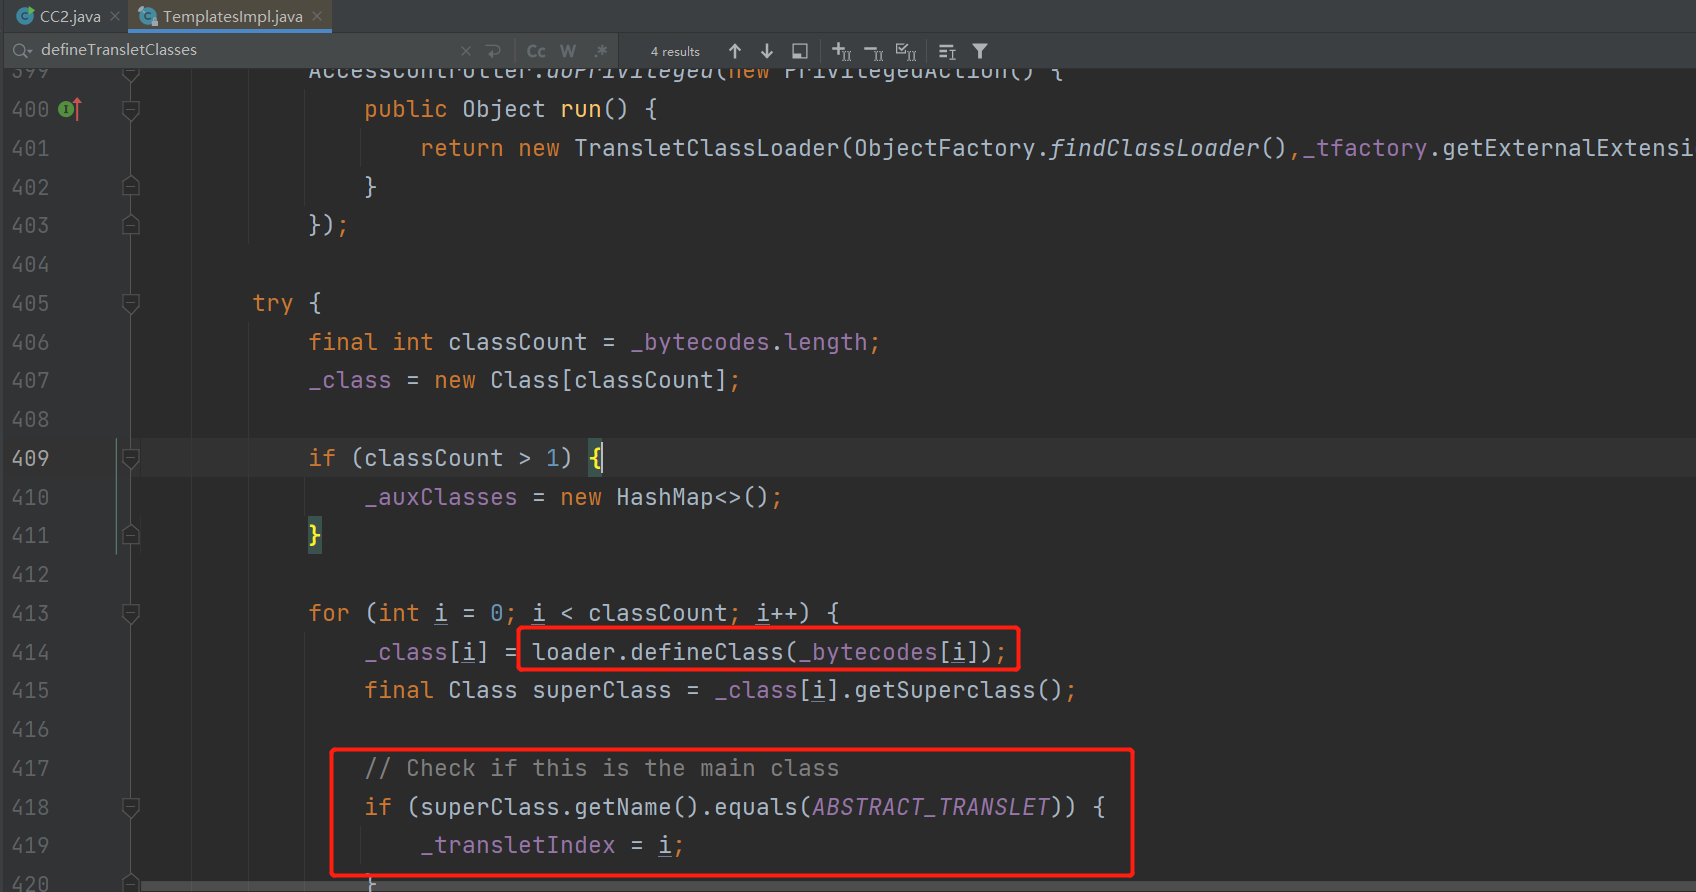 CC2.java
TemplatesImpl.java
defineTransletClasses
Cc W .* 4 results
399 AccessController.doPrivileged(new PrivilegedAction() {
400 public Object run() {
401 return new TransletClassLoader(ObjectFactory.findClassLoader(),_tfactory.getExternalExtensi
402 }
403 });
404
405 try {
406 final int classCount = _bytecodes.length;
407 _class = new Class[classCount];
408
409 if (classCount > 1) {
410 _auxClasses = new HashMap<>();
411 }
412
413 for (int i = 0; i < classCount; i++) {
414 _class[i] = loader.defineClass(_bytecodes[i]);
415 final Class superClass = _class[i].getSuperclass();
416
417 // Check if this is the main class
418 if (superClass.getName().equals(ABSTRACT_TRANSLET)) {
419 _transletIndex = i;
420 }